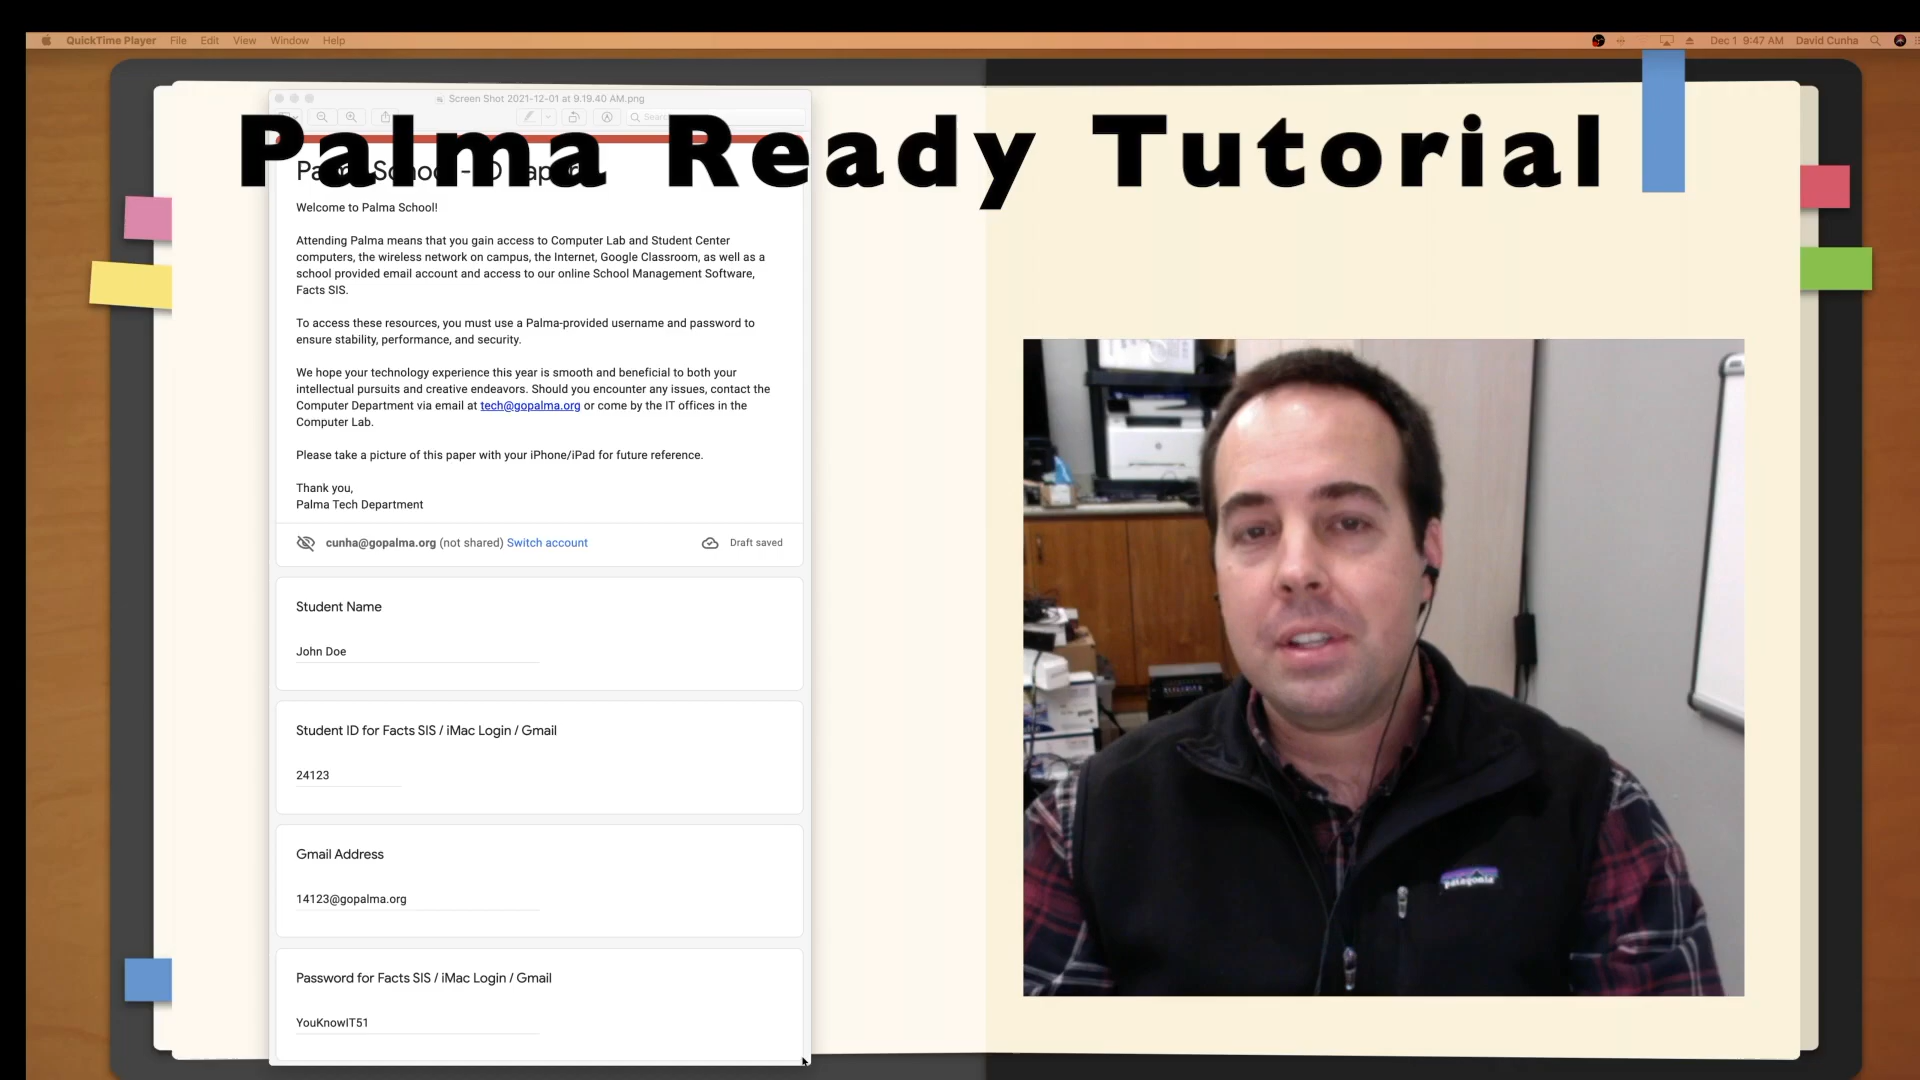 QuickTime Player File Edit View Window Help
Dec 1 9:47 AM David Cunha
Screen Shot 2021-12-01 at 9.19.40 AM.png
Palma Ready Tutorial
Welcome to Palma School!
Attending Palma means that you gain access to Computer Lab and Student Center
computers, the wireless network on campus, the Internet, Google Classroom, as well as a
school provided email account and access to our online School Management Software,
Facts SIS.
To access these resources, you must use a Palma-provided username and password to
ensure stability, performance, and security.
We hope your technology experience this year is smooth and beneficial to both your
intellectual pursuits and creative endeavors. Should you encounter any issues, contact the
Computer Department via email at tech@gopalma.org or come by the IT offices in the
Computer Lab.
Please take a picture of this paper with your iPhone/iPad for future reference.
Thank you,
Palma Tech Department
cunha@gopalma.org (not shared) Switch account
Draft saved
Student Name
John Doe
Student ID for Facts SIS / iMac Login / Gmail
24123
Gmail Address
14123@gopalma.org
Password for Facts SIS / iMac Login / Gmail
YouKnowIT51
patagonia